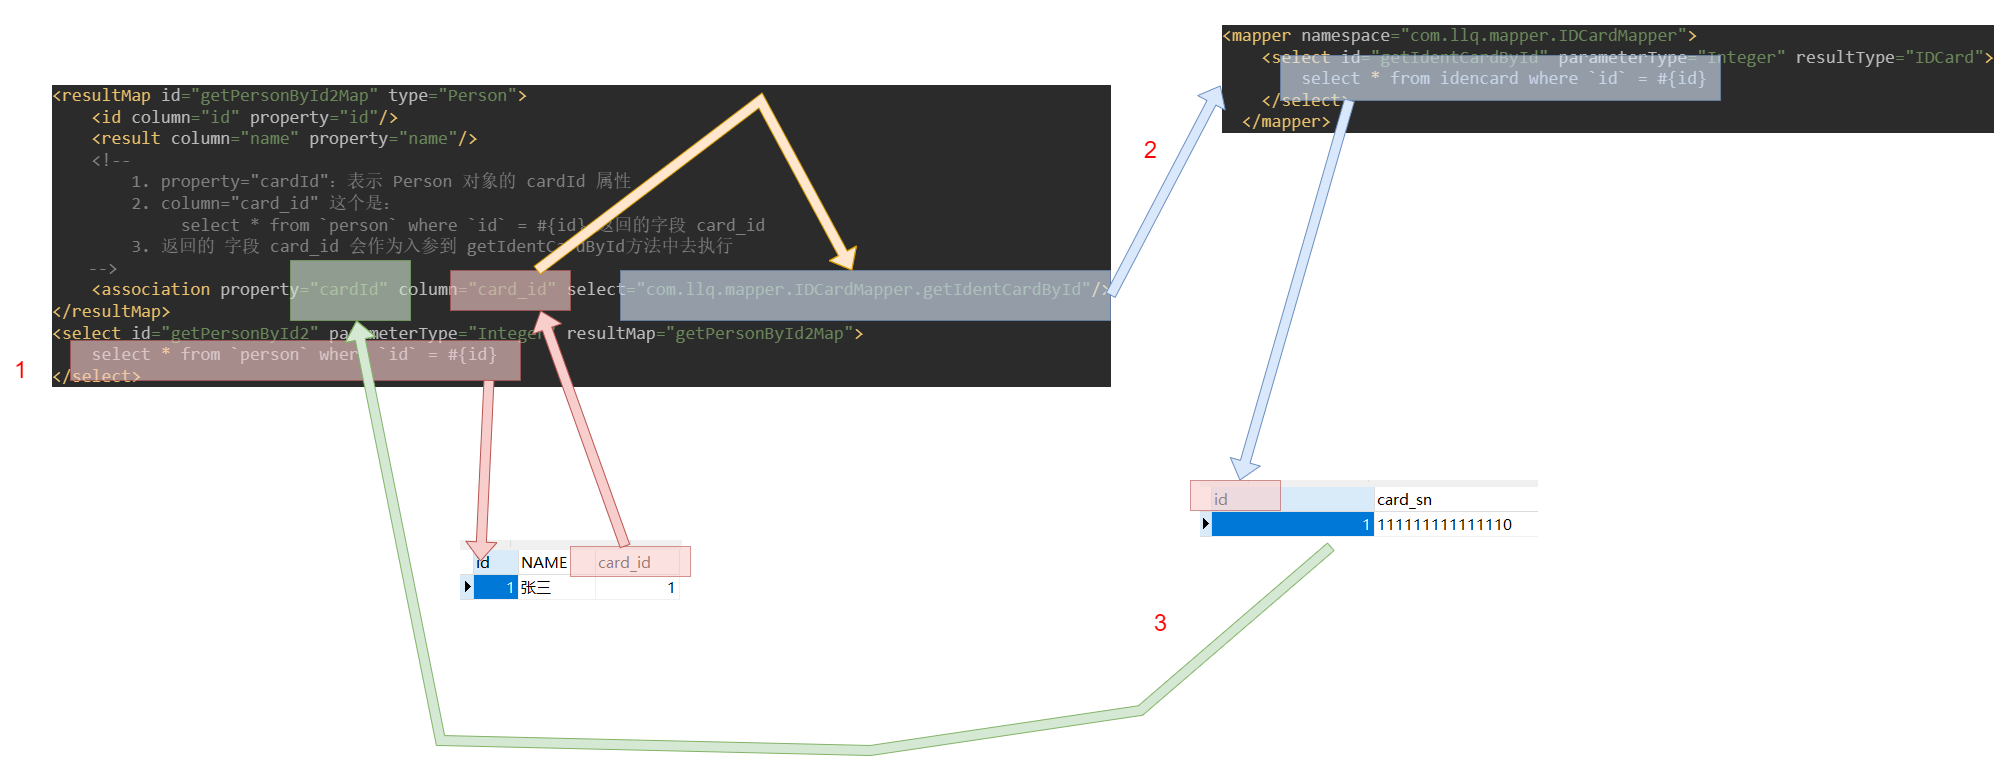 <mapper namespace="com.llq.mapper.IDCardMapper">
<select id="getIdentCardById" parameterType="Integer" resultType="IDCard">
select * from idencard where `id` = #{id}
</select>
</mapper>
<resultMap id="getPersonById2Map" type="Person">
<id column="id" property="id"/>
<result column="name" property="name"/>
<!--
1. property="cardId"：表示 Person 对象的 cardId 属性
2. column="card_id" 这个是：
select * from `person` where `id` = #{id} 返回的字段 card_id
3. 返回的 字段 card_id 会作为入参到 getIdentCardById方法中去执行
-->
<association property="cardId" column="card_id" select="com.llq.mapper.IDCardMapper.getIdentCardById"/>
</resultMap>
<select id="getPersonById2" parameterType="Integer" resultMap="getPersonById2Map">
select * from `person` where `id` = #{id}
</select>
1
2
id card_sn
1 111111111111110
id NAME card_id
1 张三 1
3